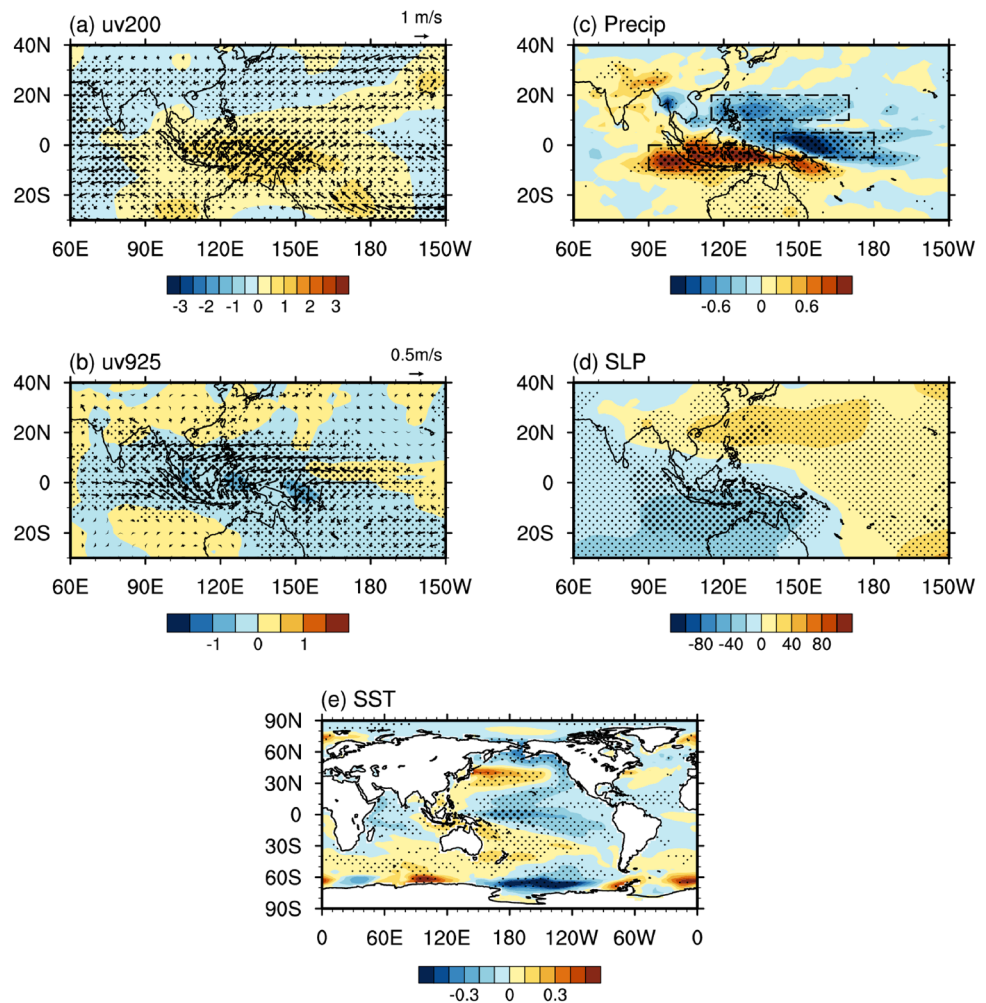 (a) uv200 1 m/s
40N
20N
0
20S
60E 90E 120E 150E 180 150W
-3 -2 -1 0 1 2 3
(c) Precip
40N
20N
0
20S
60E 90E 120E 150E 180 150W
-0.6 0 0.6
(b) uv925 0.5m/s
40N
20N
0
20S
60E 90E 120E 150E 180 150W
-1 0 1
(d) SLP
40N
20N
0
20S
60E 90E 120E 150E 180 150W
-80 -40 0 40 80
(e) SST
90N
60N
30N
0
30S
60S
90S
0 60E 120E 180 120W 60W 0
-0.3 0 0.3